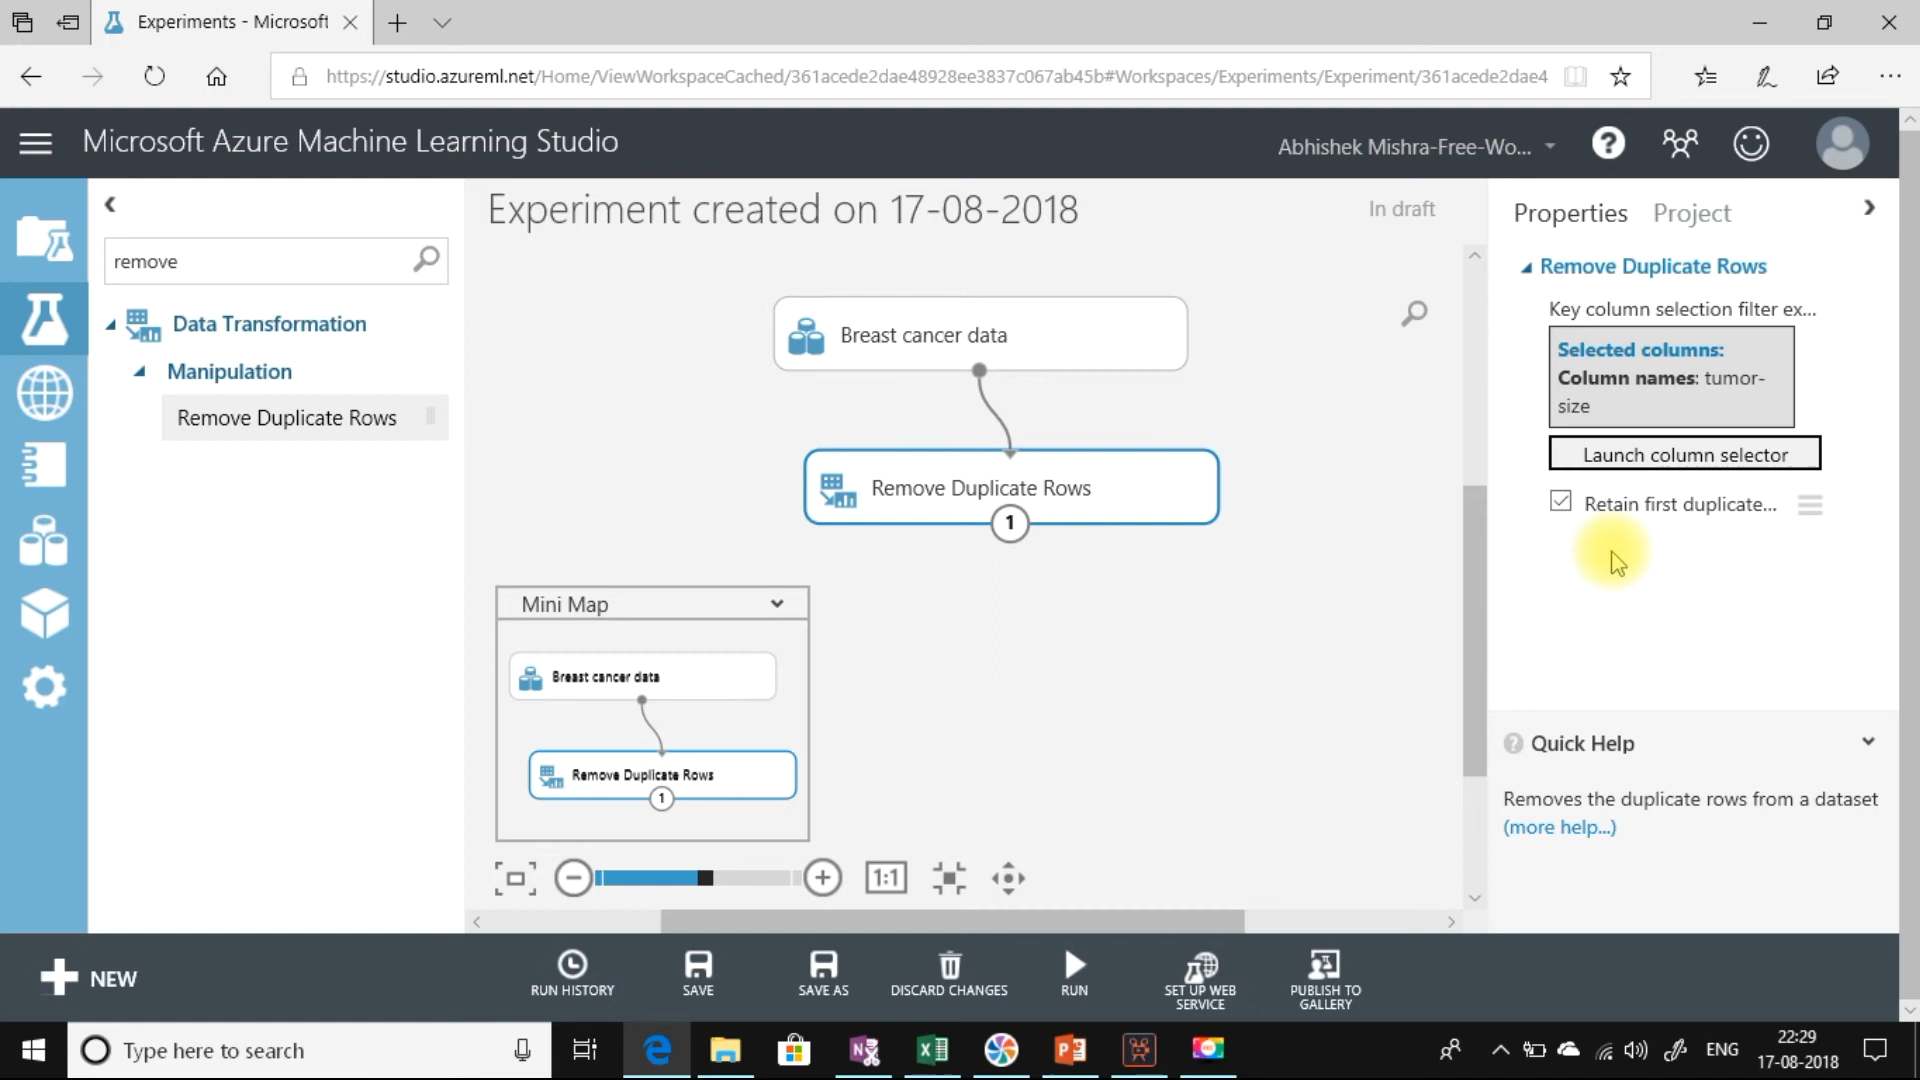 Experiments - Microsoft
https://studio.azureml.net/Home/ViewWorkspaceCached/361acede2dae48928ee3837c067ab45b#Workspaces/Experiments/Experiment/361acede2dae4
Microsoft Azure Machine Learning Studio
Abhishek Mishra-Free-Wo...
?
Experiment created on 17-08-2018
In draft
Properties
Project
remove
Remove Duplicate Rows
Data Transformation
Key column selection filter ex...
Breast cancer data
Selected columns:
Column names: tumor-
size
Manipulation
Remove Duplicate Rows
Launch column selector
Remove Duplicate Rows
1
Retain first duplicate...
Mini Map
Breast cancer data
Remove Duplicate Rows
1
? Quick Help
Removes the duplicate rows from a dataset
(more help...)
1:1
NEW
RUN HISTORY
SAVE
SAVE AS
DISCARD CHANGES
RUN
SET UP WEB
SERVICE
PUBLISH TO
GALLERY
Type here to search
ENG
22:29
17-08-2018